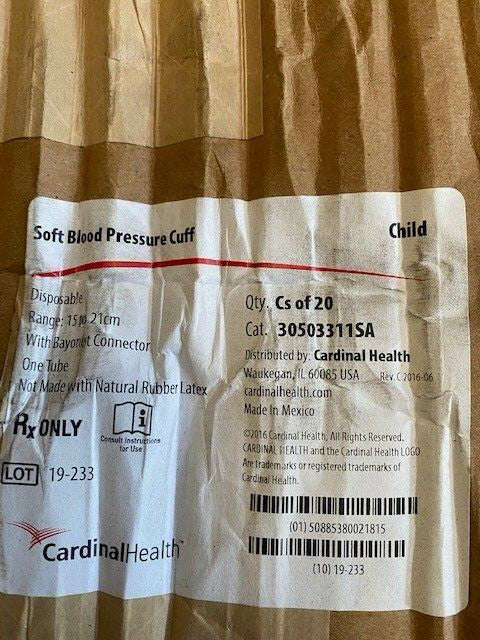 Soft Blood Pressure Cuff
Child
Disposable
Range: 15 to 21cm
With Bayonet Connector
One Tube
Not Made with Natural Rubber Latex
Rx ONLY
Consult Instructions
for Use
LOT 19-233
CardinalHealth™
Qty. Cs of 20
Cat. 30503311SA
Distributed by: Cardinal Health
Waukegan, IL 60085 USA Rev. C 2016-06
cardinalhealth.com
Made In Mexico
©2016 Cardinal Health, All Rights Reserved.
CARDINAL HEALTH and the Cardinal Health LOGO
Are trademarks or registered trademarks of
Cardinal Health.
(01) 50885380021815
(10) 19-233